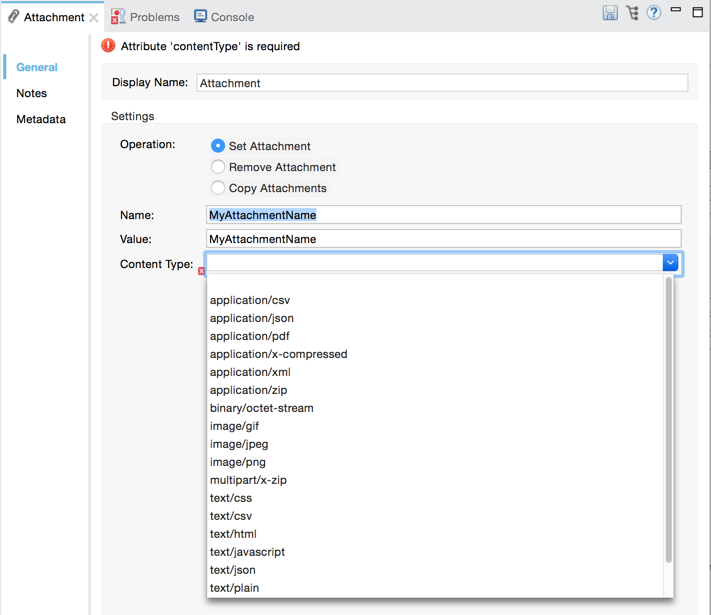 Attachment
Problems
Console
Attribute 'contentType' is required
General
Notes
Metadata
Display Name: Attachment
Settings
Operation: Set Attachment
Remove Attachment
Copy Attachments
Name: MyAttachmentName
Value: MyAttachmentName
Content Type:
application/csv
application/json
application/pdf
application/x-compressed
application/xml
application/zip
binary/octet-stream
image/gif
image/jpeg
image/png
multipart/x-zip
text/css
text/csv
text/html
text/javascript
text/json
text/plain